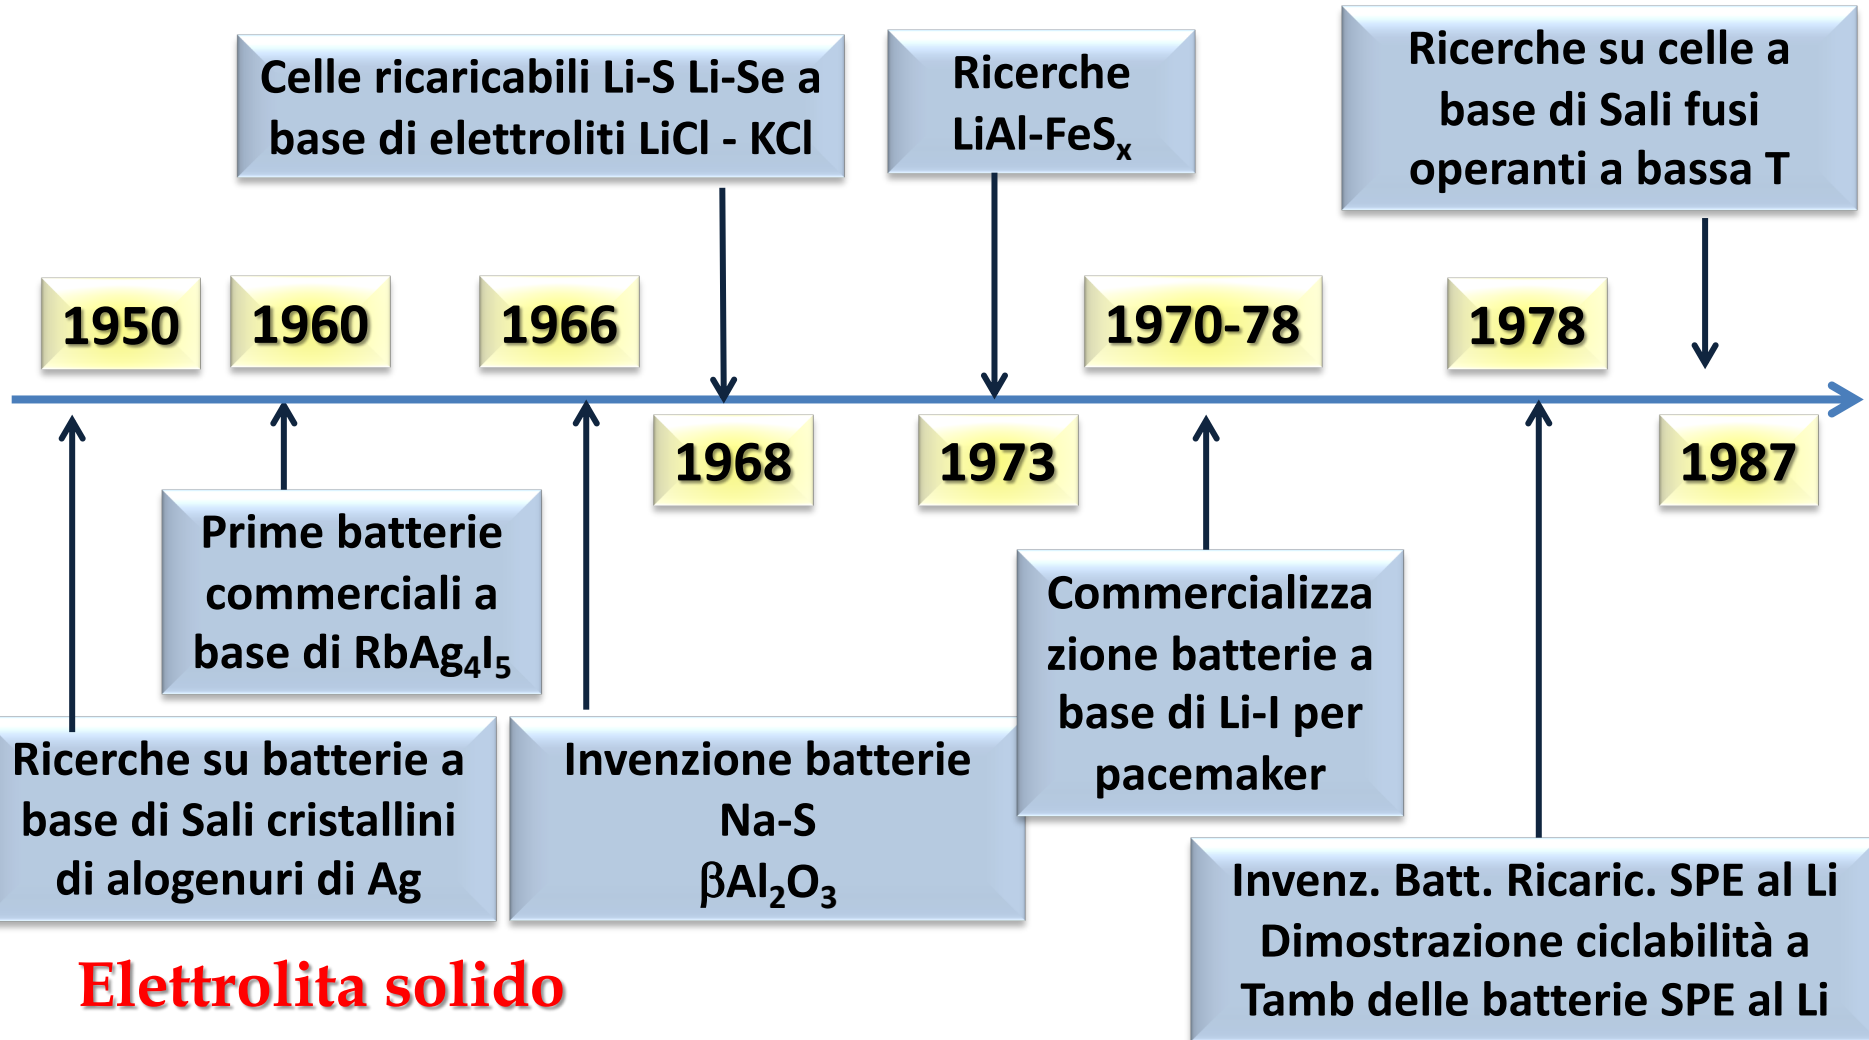 Celle ricaricabili Li-S Li-Se a
base di elettroliti LiCl - KCl
Ricerche
LiAl-FeSₓ
Ricerche su celle a
base di Sali fusi
operanti a bassa T
1950
1960
1966
1970-78
1978
1968
1973
1987
Prime batterie
commerciali a
base di RbAg₄I₅
Commercializza
zione batterie a
base di Li-I per
pacemaker
Ricerche su batterie a
base di Sali cristallini
di alogenuri di Ag
Invenzione batterie
Na-S
βAl₂O₃
Invenz. Batt. Ricaric. SPE al Li
Dimostrazione ciclabilità a
Tamb delle batterie SPE al Li
Elettrolita solido